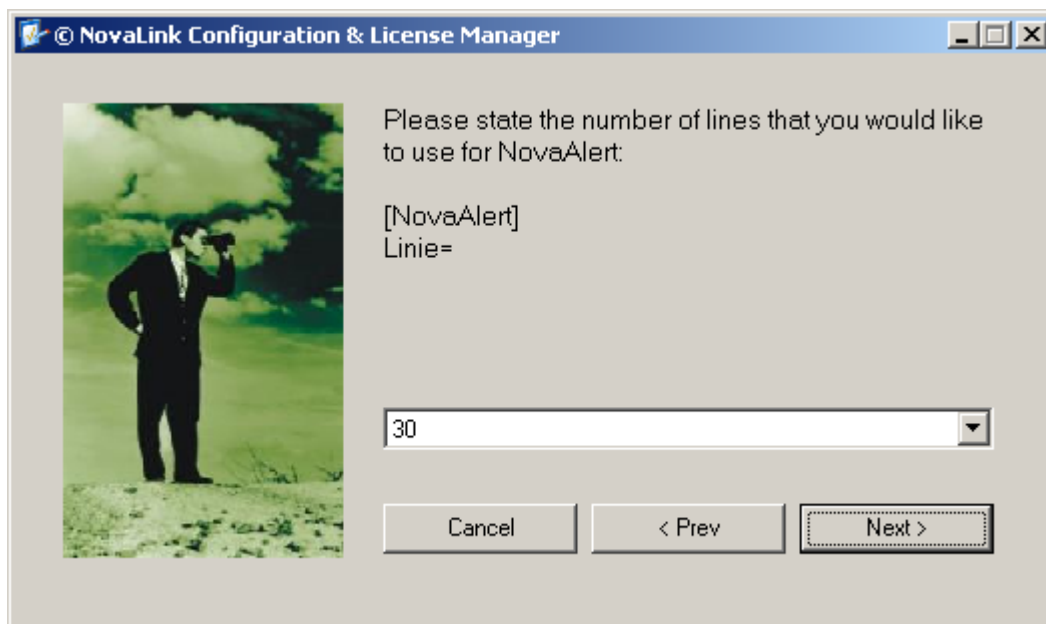 © NovaLink Configuration & License Manager
Please state the number of lines that you would like
to use for NovaAlert:
[NovaAlert]
Linie=
30
Cancel
< Prev
Next >